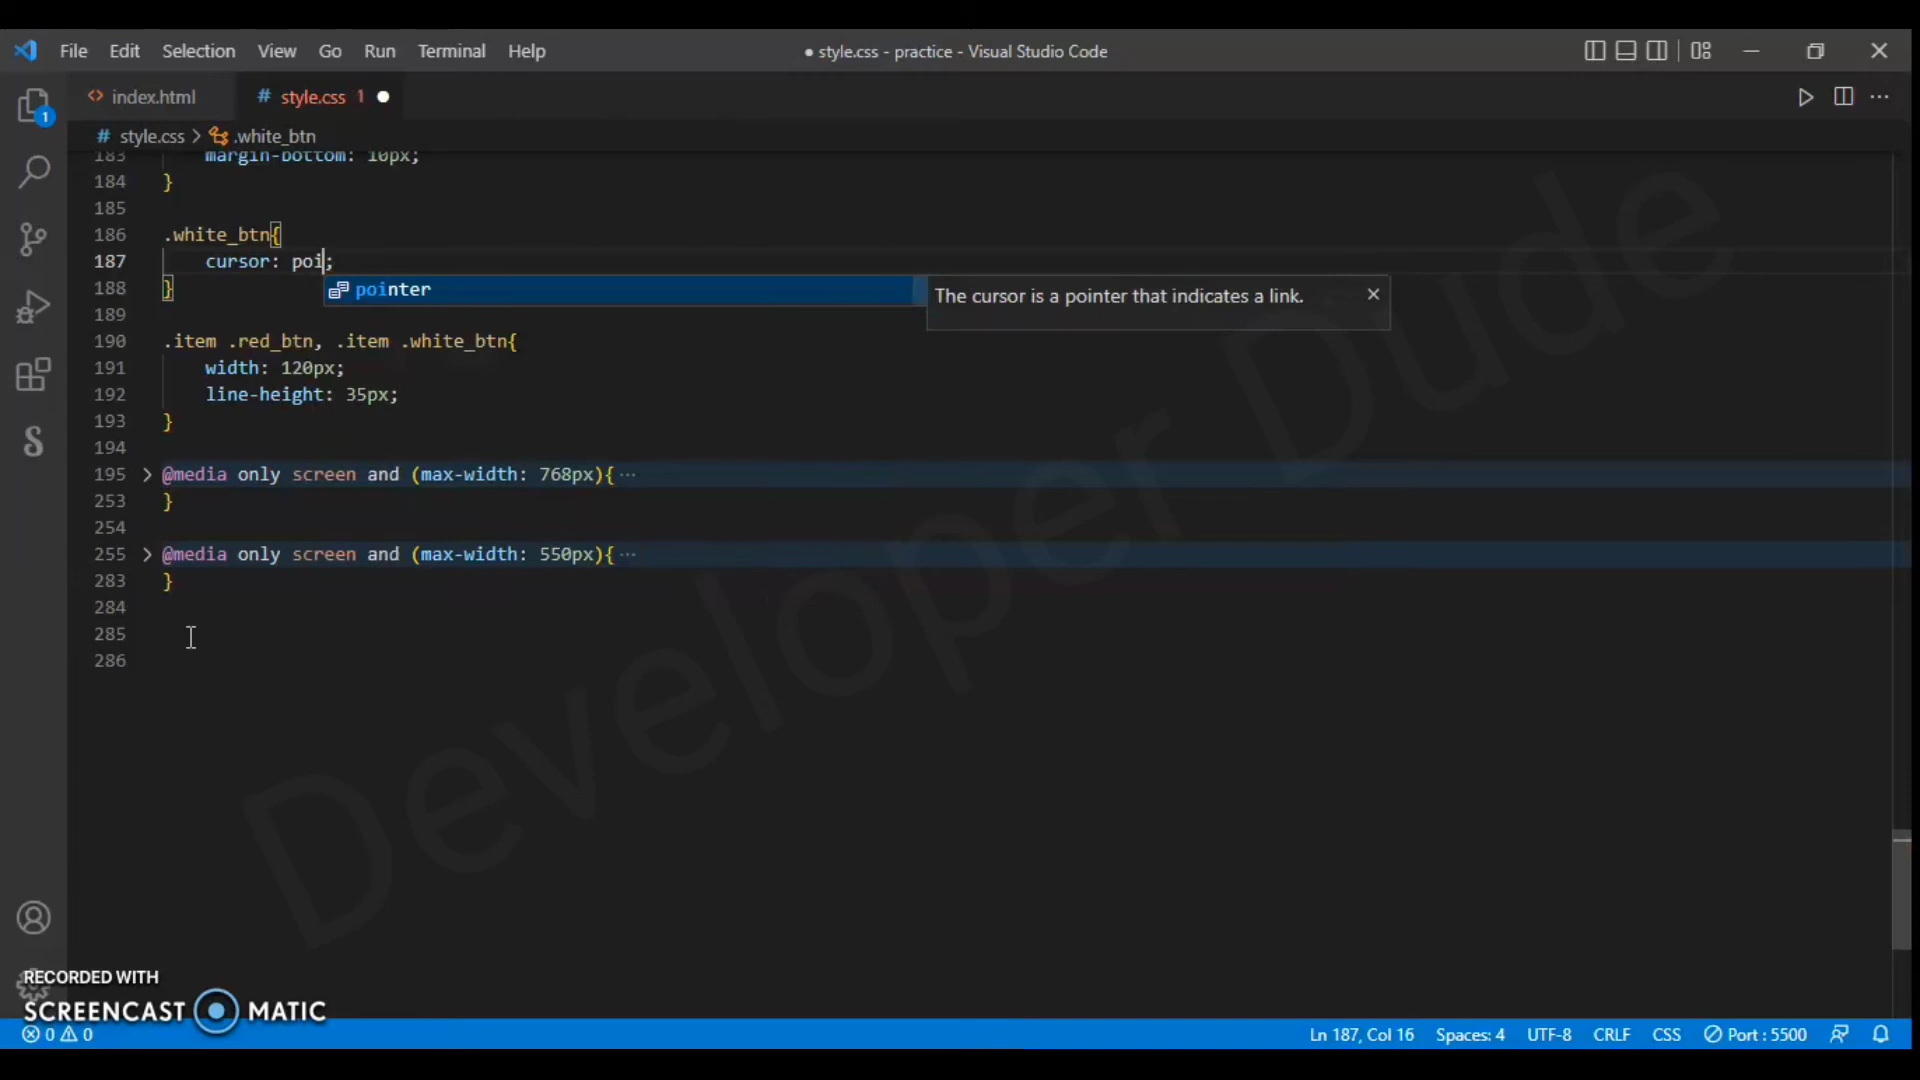 File Edit Selection View Go Run Terminal Help ● style.css - practice - Visual Studio Code
index.html # style.css 1 ●
# style.css > .white_btn
183 margin-bottom: 10px;
184 }
185
186 .white_btn{
187 cursor: poi;
188 }
pointer
The cursor is a pointer that indicates a link.
189
190 .item .red_btn, .item .white_btn{
191 width: 120px;
192 line-height: 35px;
193 }
194
195 > @media only screen and (max-width: 768px){ ...
253 }
254
255 > @media only screen and (max-width: 550px){ ...
283 }
284
285
286
1
Developer Dude
RECORDED WITH
SCREENCAST MATIC
0 0 Ln 187, Col 16 Spaces: 4 UTF-8 CRLF CSS Port : 5500